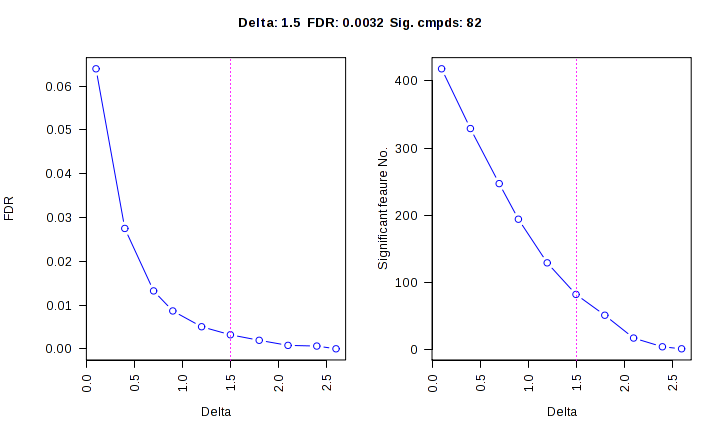 Delta: 1.5 FDR: 0.0032 Sig. cmpds: 82
FDR
0.06
0.05
0.04
0.03
0.02
0.01
0.00
0.0 0.5 1.0 1.5 2.0 2.5
Delta
Significant feaure No.
400
300
200
100
0
0.0 0.5 1.0 1.5 2.0 2.5
Delta